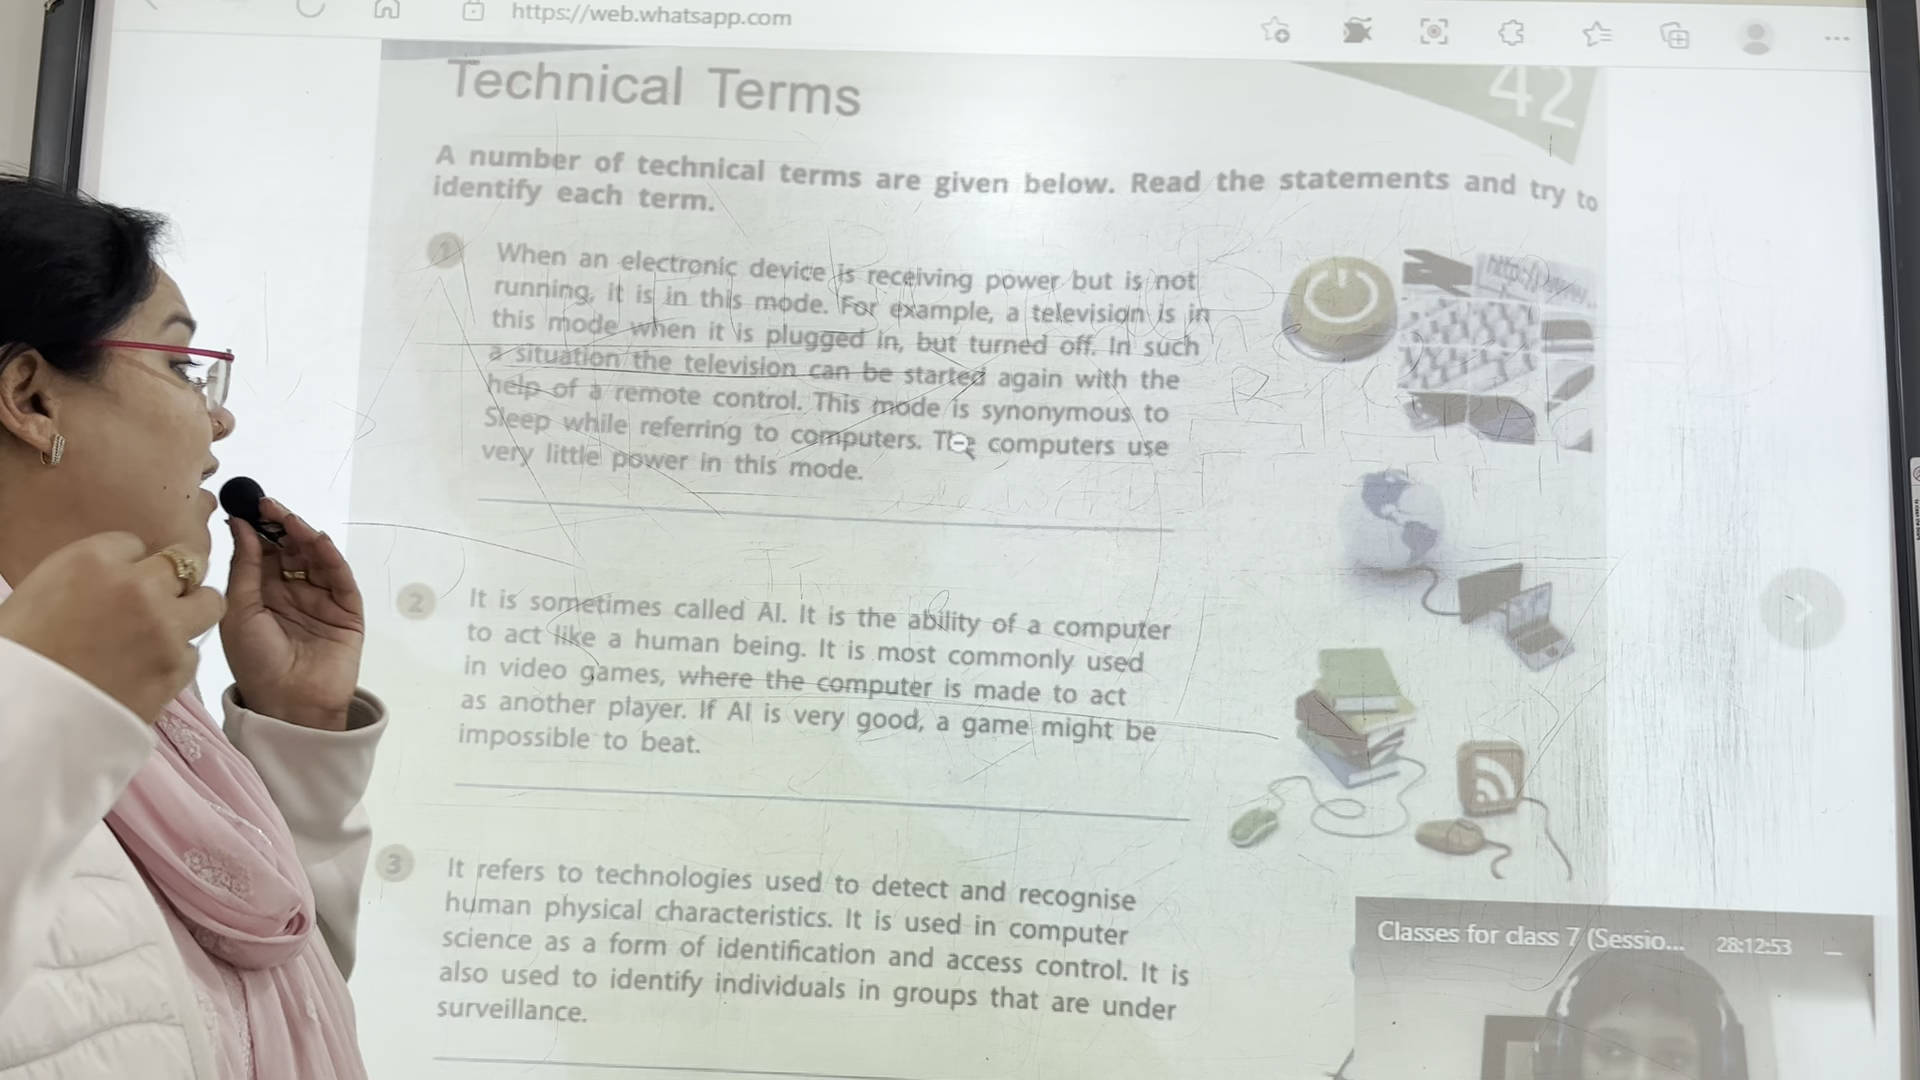 https://web.whatsapp.com
Technical Terms
42
A number of technical terms are given below. Read the statements and try to
identify each term.
1
When an electronic device is receiving power but is not
running, it is in this mode. For example, a television is in
this mode when it is plugged in, but turned off. In such
a situation the television can be started again with the
help of a remote control. This mode is synonymous to
Sleep while referring to computers. The computers use
very little power in this mode.
2
It is sometimes called AI. It is the ability of a computer
to act like a human being. It is most commonly used
in video games, where the computer is made to act
as another player. If AI is very good, a game might be
impossible to beat.
3
It refers to technologies used to detect and recognise
human physical characteristics. It is used in computer
science as a form of identification and access control. It is
also used to identify individuals in groups that are under
surveillance.
Classes for class 7 (Sessio... 28:12:53